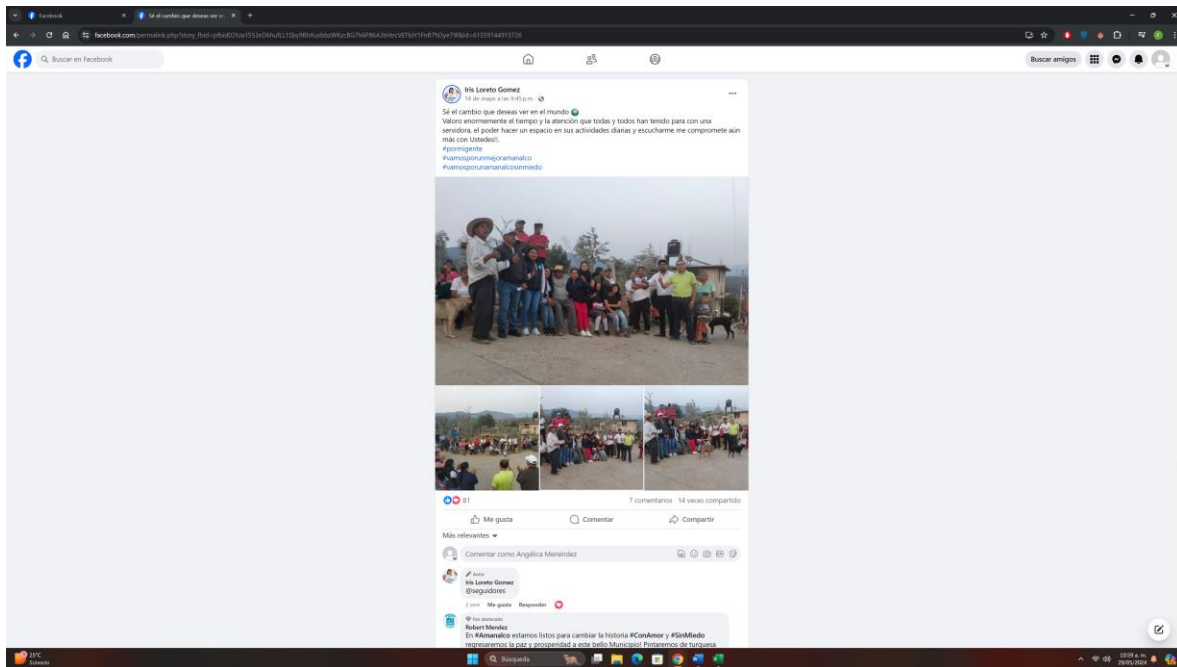 Facebook
Sé el cambio que deseas ver en
Buscar en Facebook
Buscar amigos
Iris Loreto Gomez
14 de mayo a las 9:45 p.m.
Sé el cambio que deseas ver en el mundo
Valoro enormemente el tiempo y la atención que todas y todos han tenido para con una
servidora, el poder hacer un espacio en sus actividades diarias y escucharme me compromete aún
más con Ustedes!!.
#pormigente
#vamosporunmejoramanalco
#vamosporunamanalcosinmiedo
81
7 comentarios 14 veces compartido
Me gusta Comentar Compartir
Más relevantes
Comentar como Angélica Menéndez
Autor
Iris Loreto Gomez
@seguidores
2 sem Me gusta Responder
Fan destacado
Robert Mendez
En #Amanalco estamos listos para cambiar la historia #ConAmor y #SinMiedo
regresaremos la paz y prosperidad a este bello Municipio! Pintaremos de turquesa
21°C
Soleado
Búsqueda
10:59 a. m.
29/05/2024